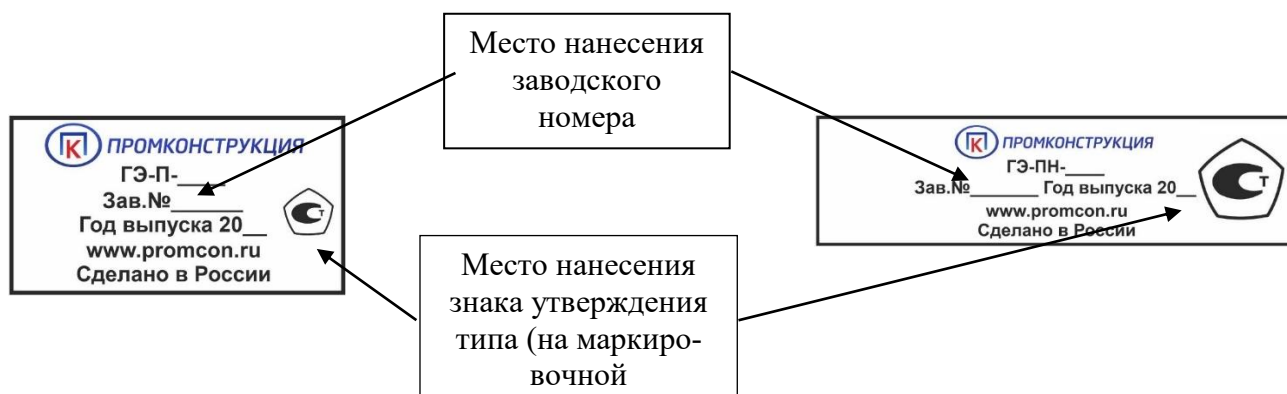 Место нанесения
заводского
номера
ПРОМКОНСТРУКЦИЯ
ГЭ-П-____
Зав.№______
Год выпуска 20__
www.promcon.ru
Сделано в России
ПРОМКОНСТРУКЦИЯ
ГЭ-ПН-____
Зав.№______ Год выпуска 20__
www.promcon.ru
Сделано в России
Место нанесения
знака утверждения
типа (на маркиро-
вочной